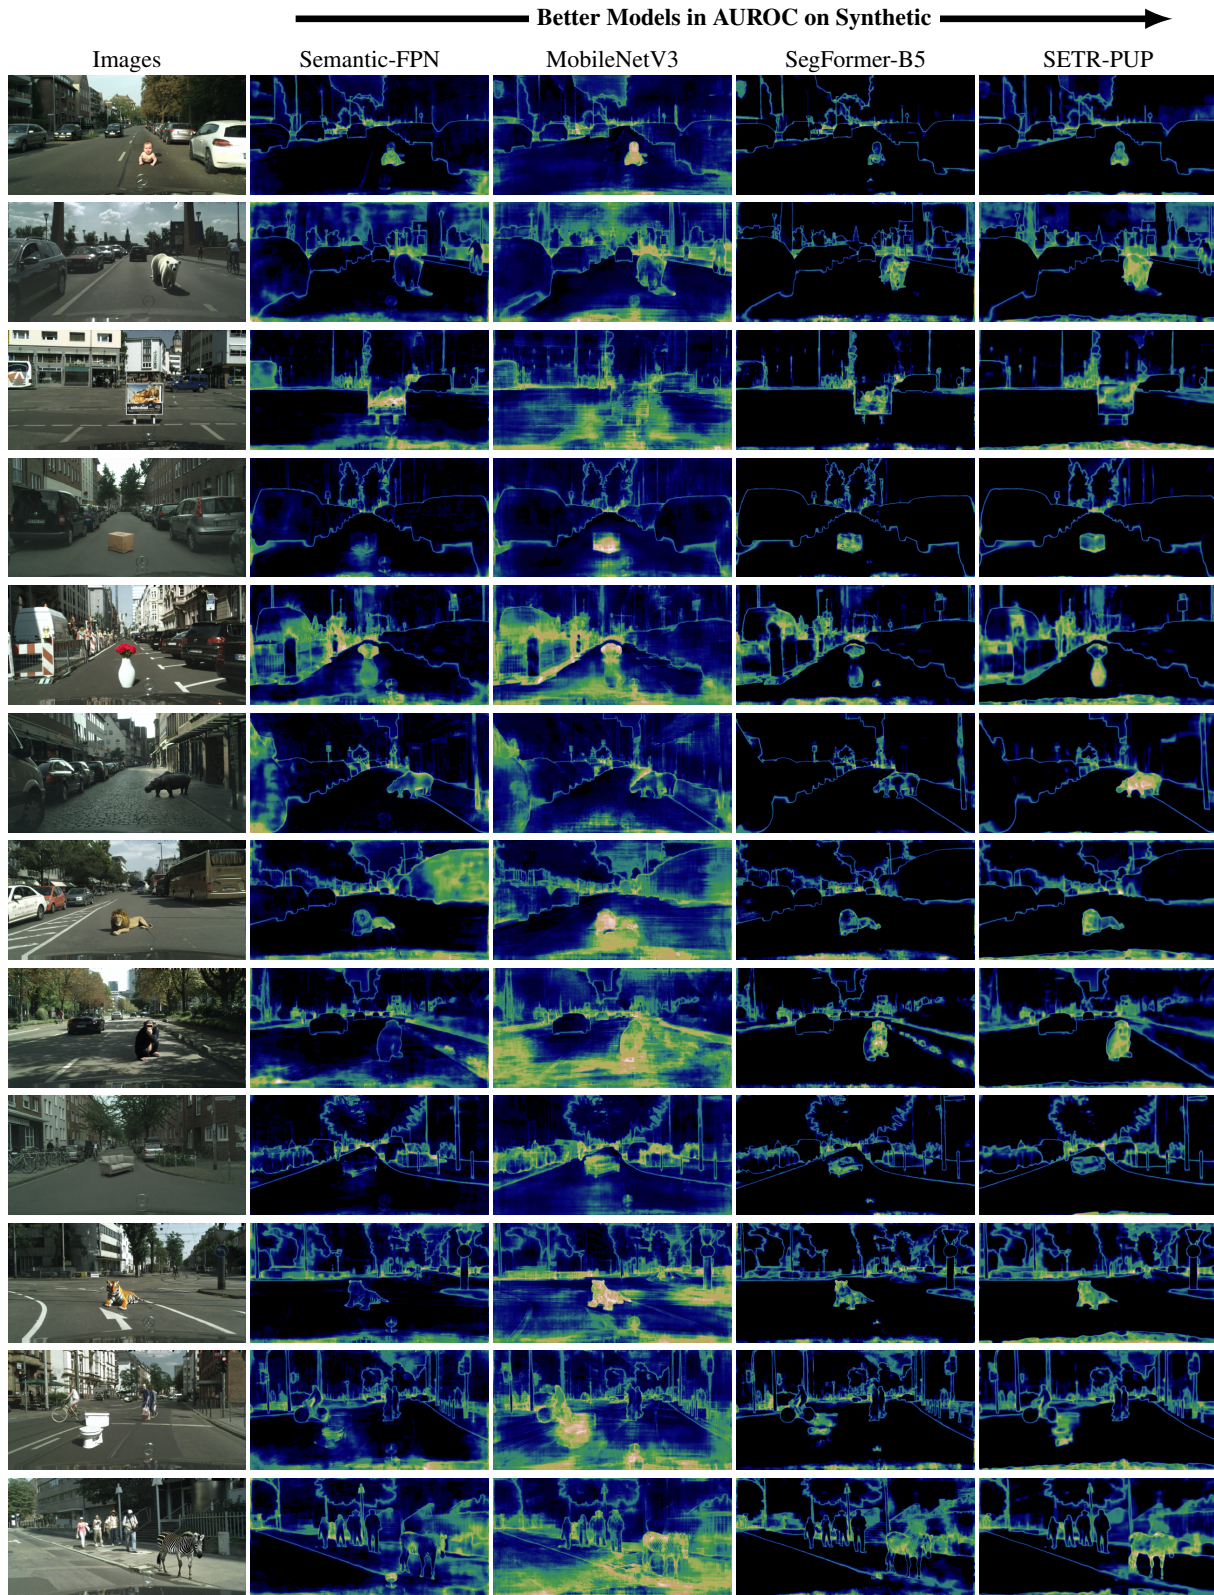 Better Models in AUROC on Synthetic
Images Semantic-FPN MobileNetV3 SegFormer-B5 SETR-PUP